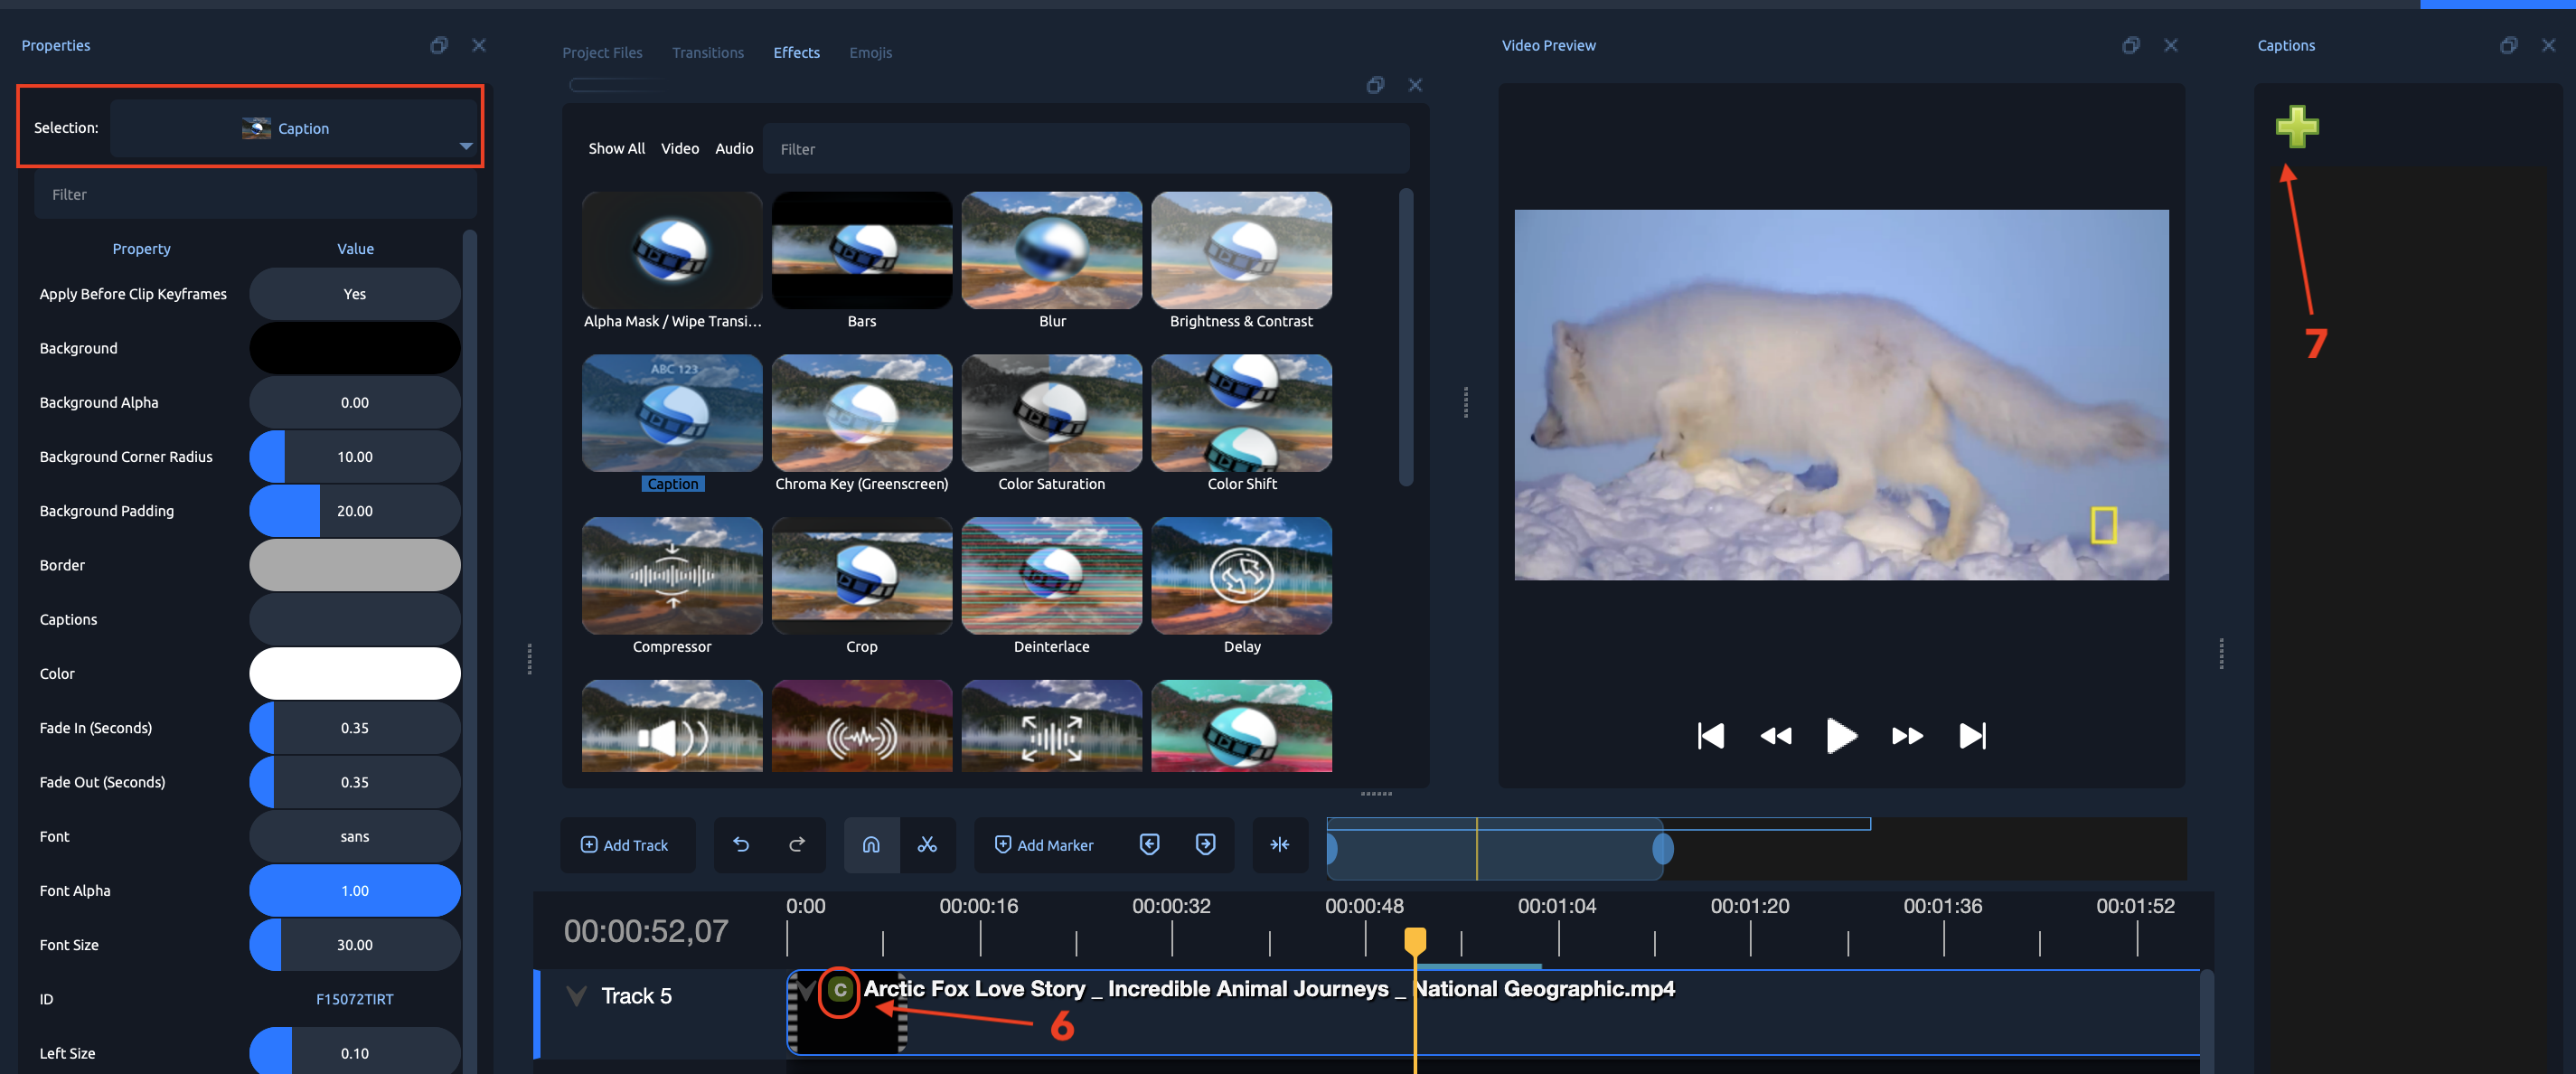 Properties
Selection: Caption
Filter
Property Value
Apply Before Clip Keyframes Yes
Background
Background Alpha 0.00
Background Corner Radius 10.00
Background Padding 20.00
Border
Captions
Color
Fade In (Seconds) 0.35
Fade Out (Seconds) 0.35
Font sans
Font Alpha 1.00
Font Size 30.00
ID F15072TIRT
Left Size 0.10
Project Files Transitions Effects Emojis
Show All Video Audio Filter
Alpha Mask / Wipe Transi... Bars Blur Brightness & Contrast
ABC 123
Caption Chroma Key (Greenscreen) Color Saturation Color Shift
Compressor Crop Deinterlace Delay
Video Preview
Captions
7
Add Track Add Marker
00:00:52,07
0:00 00:00:16 00:00:32 00:00:48 00:01:04 00:01:20 00:01:36 00:01:52
Track 5
C Arctic Fox Love Story _ Incredible Animal Journeys _ National Geographic.mp4
6